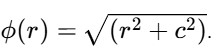 ϕ(r) = √(r² + c²).